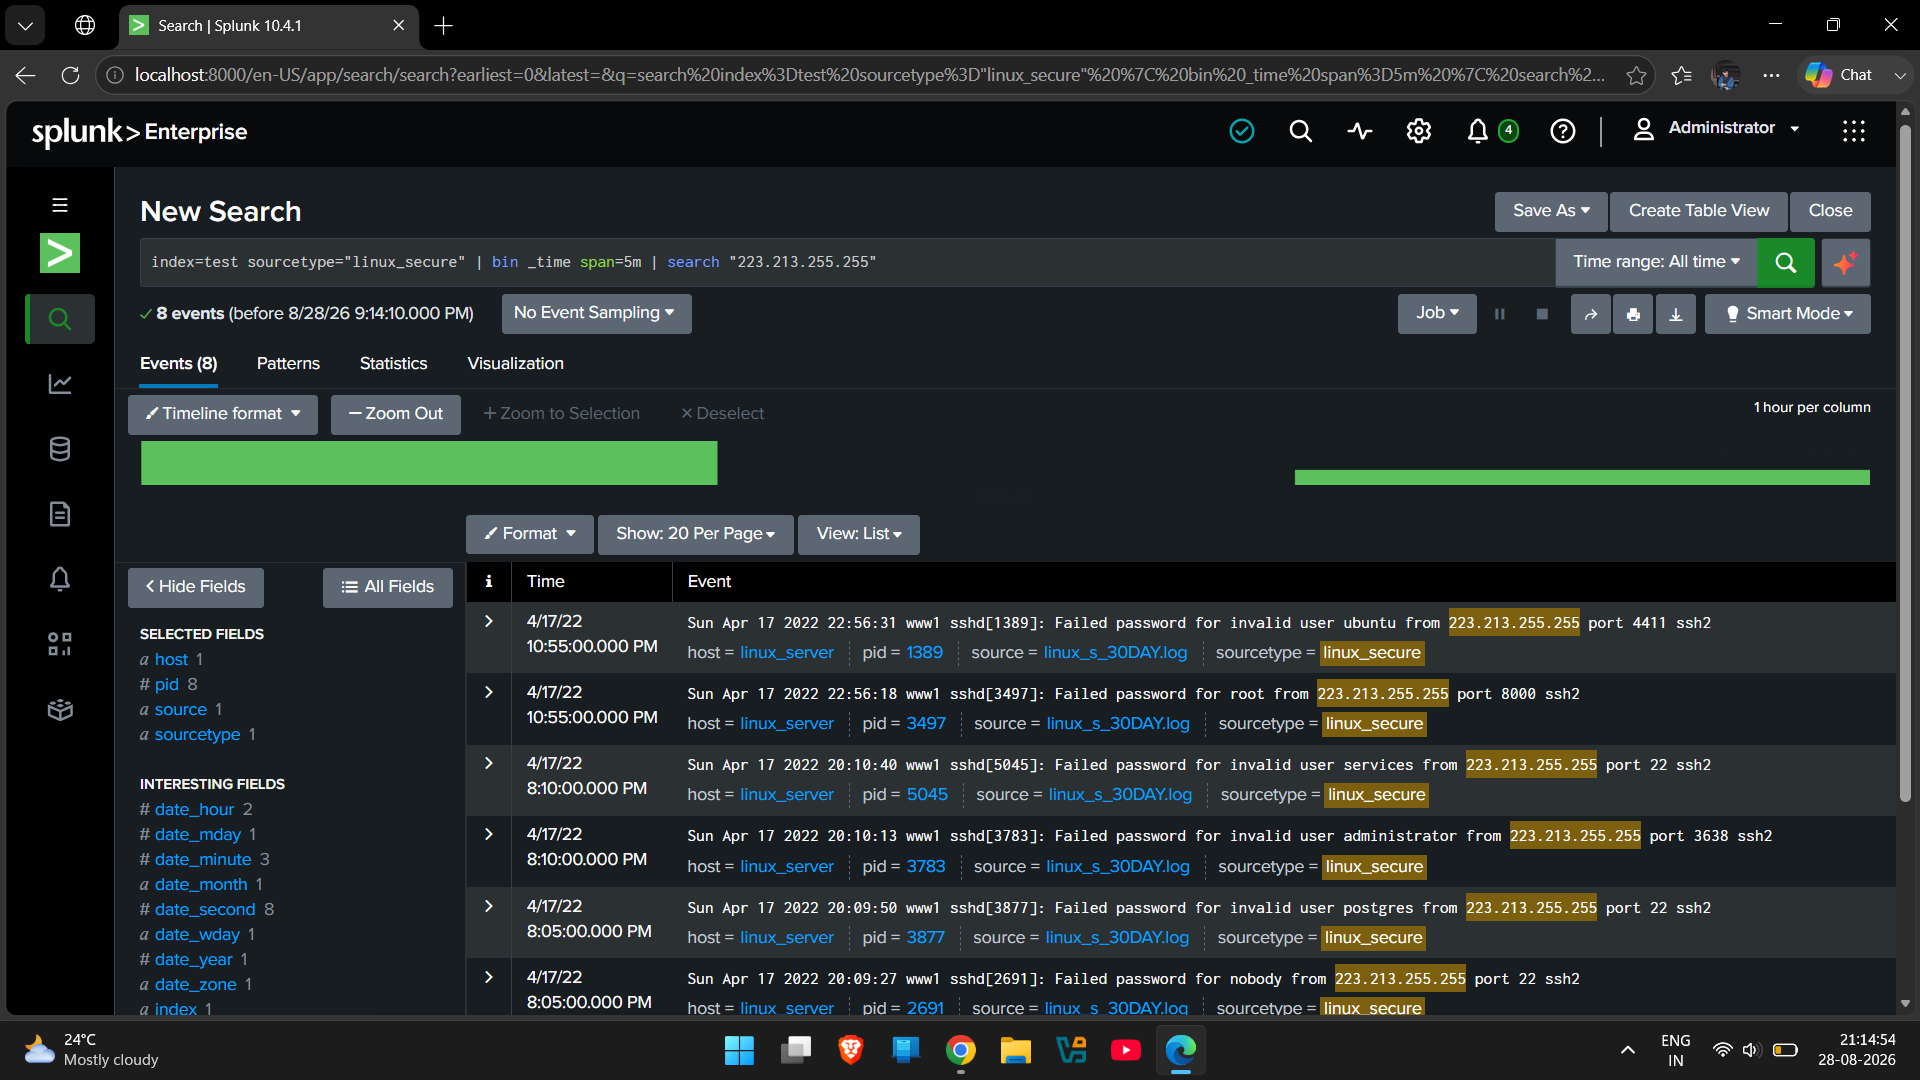 Search | Splunk 10.4.1
localhost:8000/en-US/app/search/search?earliest=0&latest=&q=search%20index%3Dtest%20sourcetype%3D"linux_secure"%20%7C%20bin%20_time%20span%3D5m%20%7C%20search%2...
Chat
splunk> Enterprise
4
Administrator
New Search
Save As
Create Table View
Close
index=test sourcetype="linux_secure" | bin _time span=5m | search "223.213.255.255"
Time range: All time
8 events (before 8/28/26 9:14:10.000 PM)
No Event Sampling
Job
Smart Mode
Events (8)
Patterns
Statistics
Visualization
Timeline format
Zoom Out
+ Zoom to Selection
× Deselect
1 hour per column
Format
Show: 20 Per Page
View: List
Hide Fields
All Fields
i
Time
Event
SELECTED FIELDS
a host 1
# pid 8
a source 1
a sourcetype 1
INTERESTING FIELDS
# date_hour 2
# date_mday 1
# date_minute 3
a date_month 1
# date_second 8
a date_wday 1
# date_year 1
a date_zone 1
a index 1
4/17/22
10:55:00.000 PM
Sun Apr 17 2022 22:56:31 www1 sshd[1389]: Failed password for invalid user ubuntu from 223.213.255.255 port 4411 ssh2
host = linux_server pid = 1389 source = linux_s_30DAY.log sourcetype = linux_secure
4/17/22
10:55:00.000 PM
Sun Apr 17 2022 22:56:18 www1 sshd[3497]: Failed password for root from 223.213.255.255 port 8000 ssh2
host = linux_server pid = 3497 source = linux_s_30DAY.log sourcetype = linux_secure
4/17/22
8:10:00.000 PM
Sun Apr 17 2022 20:10:40 www1 sshd[5045]: Failed password for invalid user services from 223.213.255.255 port 22 ssh2
host = linux_server pid = 5045 source = linux_s_30DAY.log sourcetype = linux_secure
4/17/22
8:10:00.000 PM
Sun Apr 17 2022 20:10:13 www1 sshd[3783]: Failed password for invalid user administrator from 223.213.255.255 port 3638 ssh2
host = linux_server pid = 3783 source = linux_s_30DAY.log sourcetype = linux_secure
4/17/22
8:05:00.000 PM
Sun Apr 17 2022 20:09:50 www1 sshd[3877]: Failed password for invalid user postgres from 223.213.255.255 port 22 ssh2
host = linux_server pid = 3877 source = linux_s_30DAY.log sourcetype = linux_secure
4/17/22
8:05:00.000 PM
Sun Apr 17 2022 20:09:27 www1 sshd[2691]: Failed password for nobody from 223.213.255.255 port 22 ssh2
host = linux_server pid = 2691 source = linux_s_30DAY.log sourcetype = linux_secure
24°C
Mostly cloudy
ENG
IN
21:14:54
28-08-2026